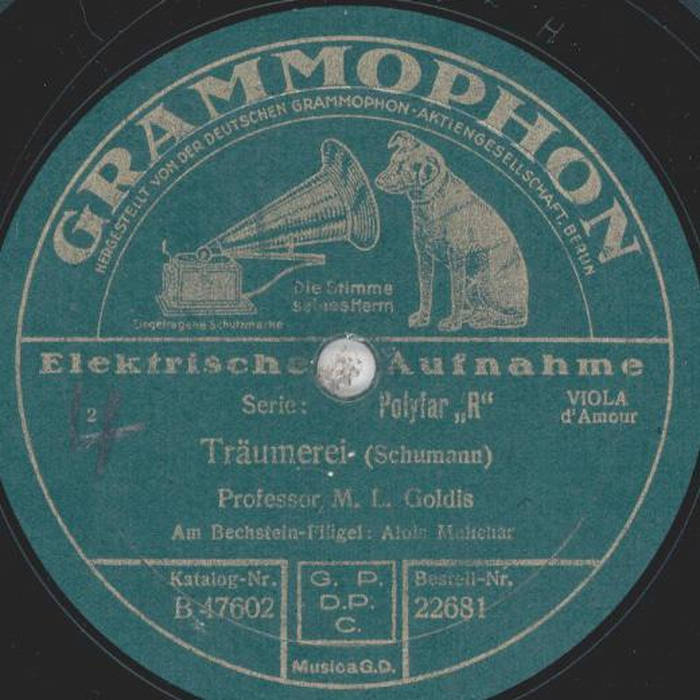 GRAMMOPHON
HERGESTELLT VON DER DEUTSCHEN GRAMMOPHON-AKTIENGESELLSCHAFT, BERLIN
Die Stimme
seines Herrn
Eingetragene Schutzmarke
Elektrische Aufnahme
Serie: Polyfar „R“
VIOLA
d'Amour
2
4
Träumerei (Schumann)
Professor M. L. Goldis
Am Bechstein-Flügel: Alois Melichar
Katalog-Nr.
B 47602
G. P.
D.P.
C.
Bestell-Nr.
22681
Musica G.D.